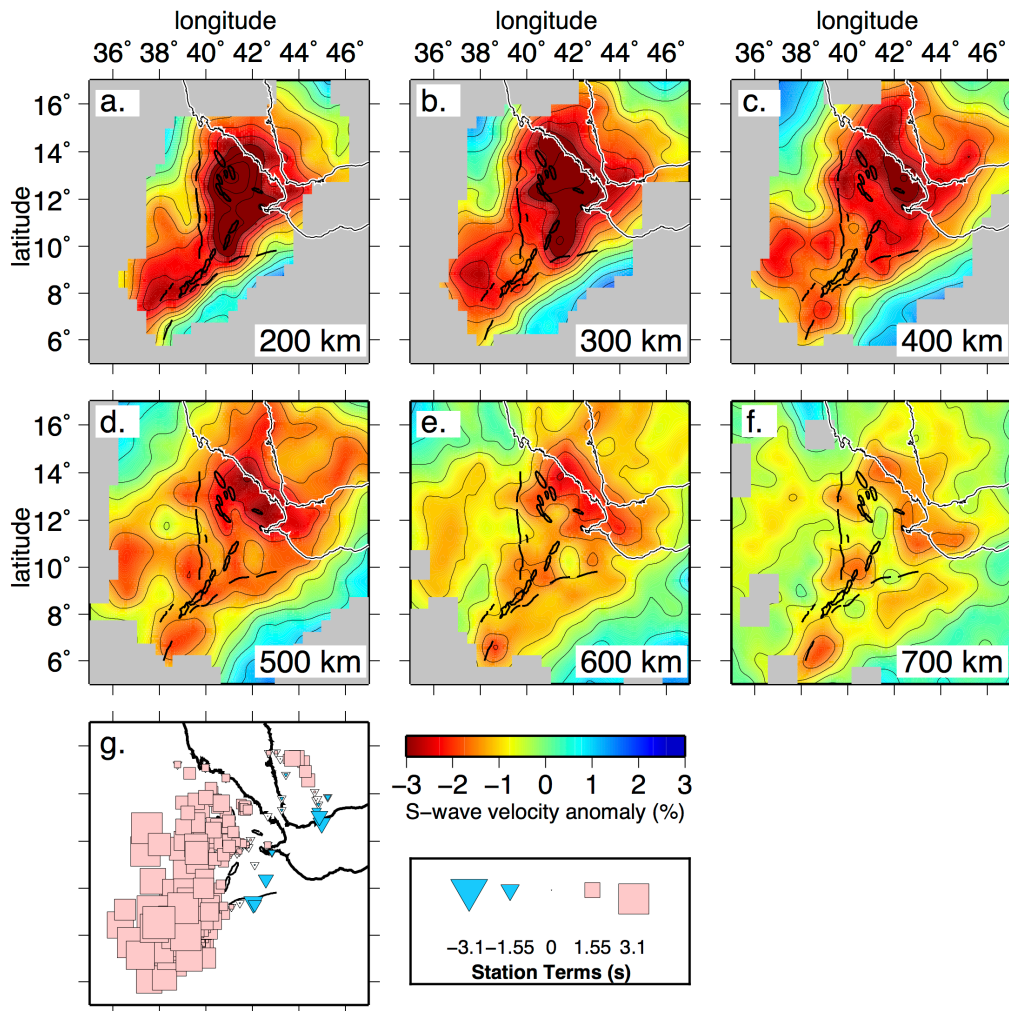 longitude longitude longitude
36˚ 38˚ 40˚ 42˚ 44˚ 46˚ 36˚ 38˚ 40˚ 42˚ 44˚ 46˚ 36˚ 38˚ 40˚ 42˚ 44˚ 46˚
a. b. c.
16˚
14˚
12˚
10˚
8˚
6˚
latitude
200 km 300 km 400 km
d. e. f.
16˚
14˚
12˚
10˚
8˚
6˚
latitude
500 km 600 km 700 km
g.
−3 −2 −1 0 1 2 3
S−wave velocity anomaly (%)
−3.1 −1.55 0 1.55 3.1
Station Terms (s)